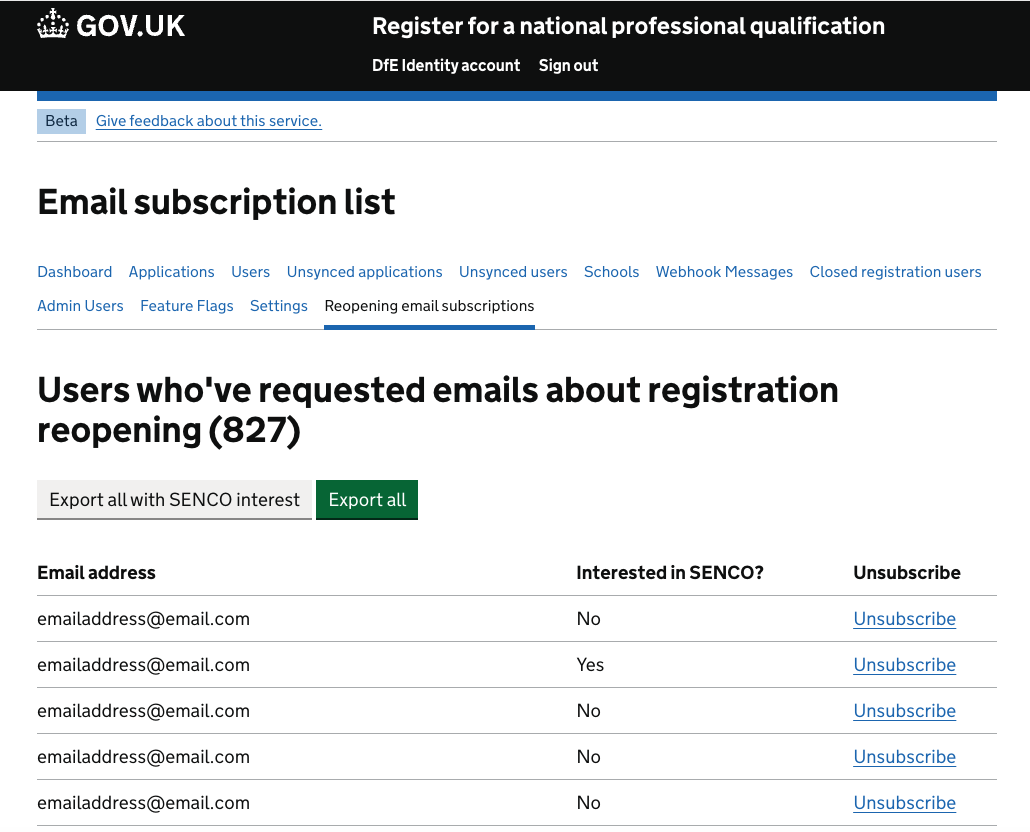 GOV.UK
Register for a national professional qualification
DfE Identity account Sign out
Beta Give feedback about this service.
Email subscription list
Dashboard Applications Users Unsynced applications Unsynced users Schools Webhook Messages Closed registration users
Admin Users Feature Flags Settings Reopening email subscriptions
Users who've requested emails about registration
reopening (827)
Export all with SENCO interest Export all
Email address Interested in SENCO? Unsubscribe
emailaddress@email.com No Unsubscribe
emailaddress@email.com Yes Unsubscribe
emailaddress@email.com No Unsubscribe
emailaddress@email.com No Unsubscribe
emailaddress@email.com No Unsubscribe